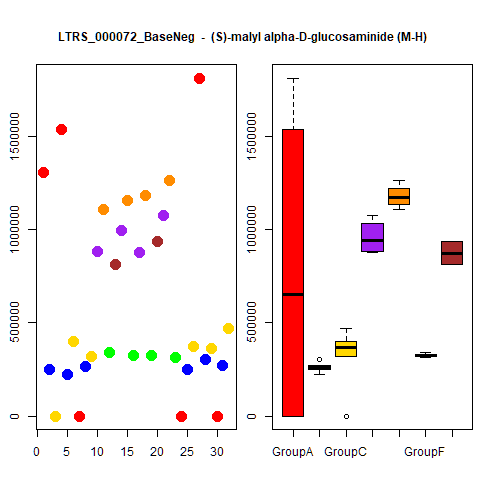 LTRS_000072_BaseNeg - (S)-malyl alpha-D-glucosaminide (M-H)
0 500000 1000000 1500000
0 5 10 15 20 25 30
0 500000 1000000 1500000
GroupA GroupC GroupF